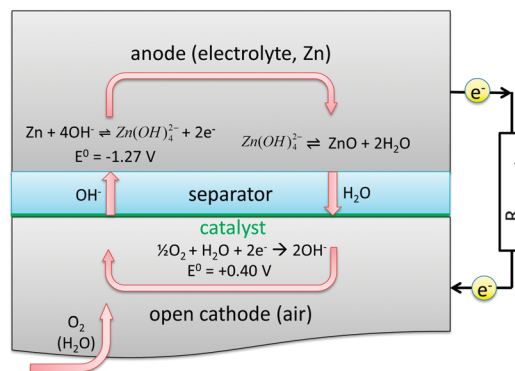 anode (electrolyte, Zn)
e⁻
Zn + 4OH⁻ ⇌ Zn(OH)₄²⁻ + 2e⁻
E⁰ = -1.27 V
Zn(OH)₄²⁻ ⇌ ZnO + 2H₂O
OH⁻
separator
H₂O
R
catalyst
½O₂ + H₂O + 2e⁻ → 2OH⁻
E⁰ = +0.40 V
e⁻
open cathode (air)
O₂
(H₂O)